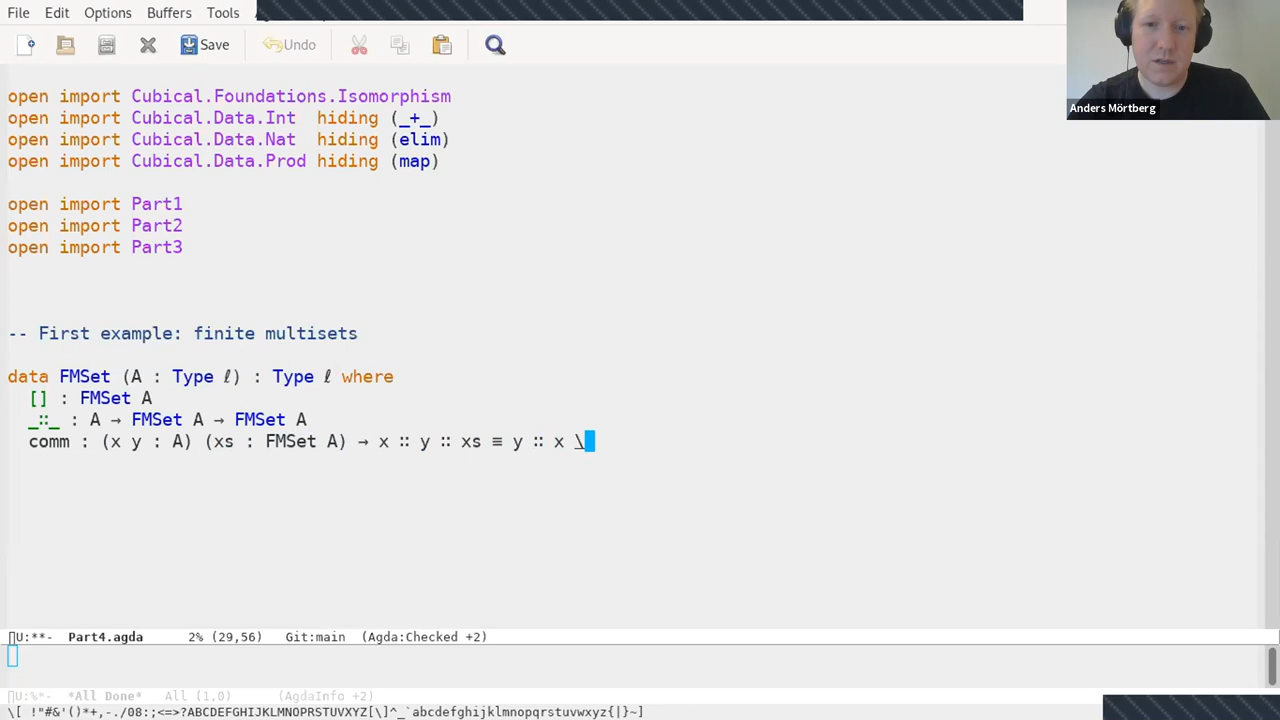 File Edit Options Buffers Tools
Save Undo
Anders Mörtberg
open import Cubical.Foundations.Isomorphism
open import Cubical.Data.Int  hiding (_+_)
open import Cubical.Data.Nat  hiding (elim)
open import Cubical.Data.Prod hiding (map)
open import Part1
open import Part2
open import Part3
-- First example: finite multisets
data FMSet (A : Type ℓ) : Type ℓ where
  [] : FMSet A
  _∷_ : A → FMSet A → FMSet A
  comm : (x y : A) (xs : FMSet A) → x ∷ y ∷ xs ≡ y ∷ x \
U:**-  Part4.agda     2% (29,56)   Git:main  (Agda:Checked +2)
U:%*-  *All Done*   All (1,0)     (AgdaInfo +2)
\[ !"#&'()*+,-./08:;<=>?ABCDEFGHIJKLMNOPRSTUVXYZ[\]^_`abcdefghijklmnopqrstuvwxyz{|}~]